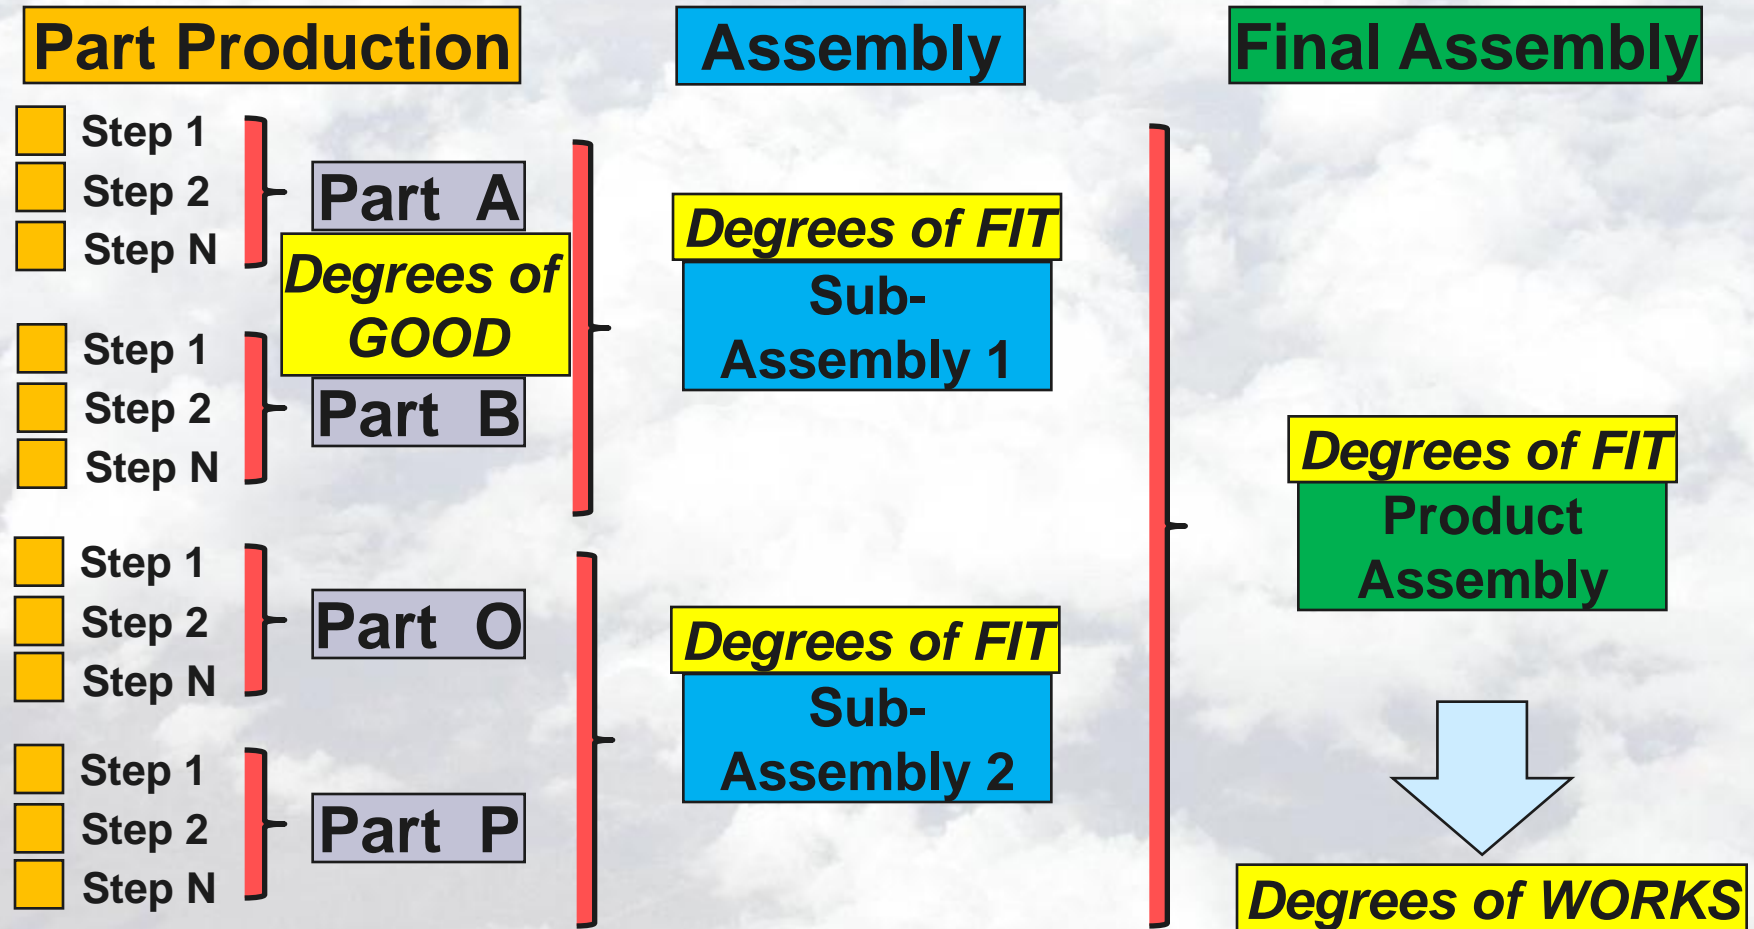 Part Production
Assembly
Final Assembly
Step 1
Step 2
Step N
Part A
Degrees of
GOOD
Step 1
Step 2
Step N
Part B
Step 1
Step 2
Step N
Part O
Step 1
Step 2
Step N
Part P
Degrees of FIT
Sub-
Assembly 1
Degrees of FIT
Sub-
Assembly 2
Degrees of FIT
Product
Assembly
Degrees of WORKS